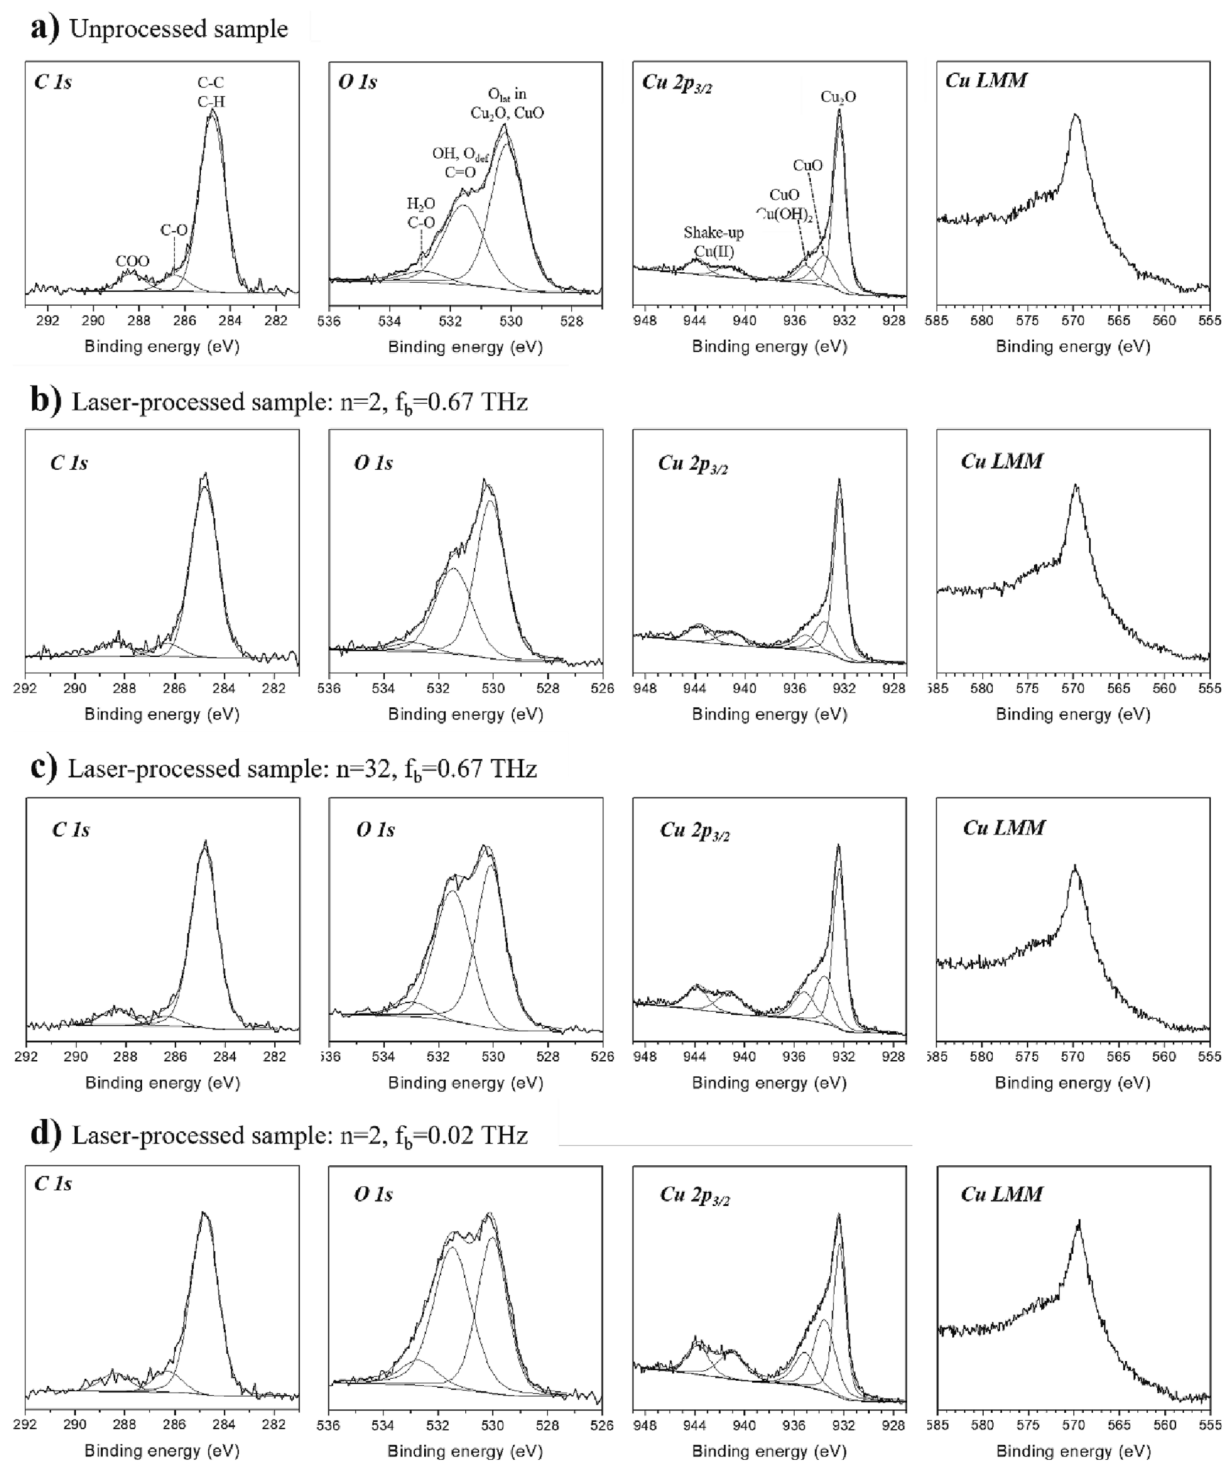 a) Unprocessed sample
C 1s
C-C
C-H
C-O
COO
292 290 288 286 284 282
Binding energy (eV)
O 1s
O_lat in
Cu₂O, CuO
OH, O_def
C=O
H₂O
C-O
536 534 532 530 528
Binding energy (eV)
Cu 2p3/2
Cu₂O
CuO
CuO
Cu(OH)₂
Shake-up
Cu(II)
948 944 940 936 932 928
Binding energy (eV)
Cu LMM
585 580 575 570 565 560 555
Binding energy (eV)
b) Laser-processed sample: n=2, f_b=0.67 THz
C 1s
292 290 288 286 284 282
Binding energy (eV)
O 1s
536 534 532 530 528 526
Binding energy (eV)
Cu 2p3/2
948 944 940 936 932 928
Binding energy (eV)
Cu LMM
585 580 575 570 565 560 555
Binding energy (eV)
c) Laser-processed sample: n=32, f_b=0.67 THz
C 1s
292 290 288 286 284 282
Binding energy (eV)
O 1s
536 534 532 530 528 526
Binding energy (eV)
Cu 2p3/2
948 944 940 936 932 928
Binding energy (eV)
Cu LMM
585 580 575 570 565 560 555
Binding energy (eV)
d) Laser-processed sample: n=2, f_b=0.02 THz
C 1s
292 290 288 286 284 282
Binding energy (eV)
O 1s
536 534 532 530 528 526
Binding energy (eV)
Cu 2p3/2
948 944 940 936 932 928
Binding energy (eV)
Cu LMM
585 580 575 570 565 560 555
Binding energy (eV)